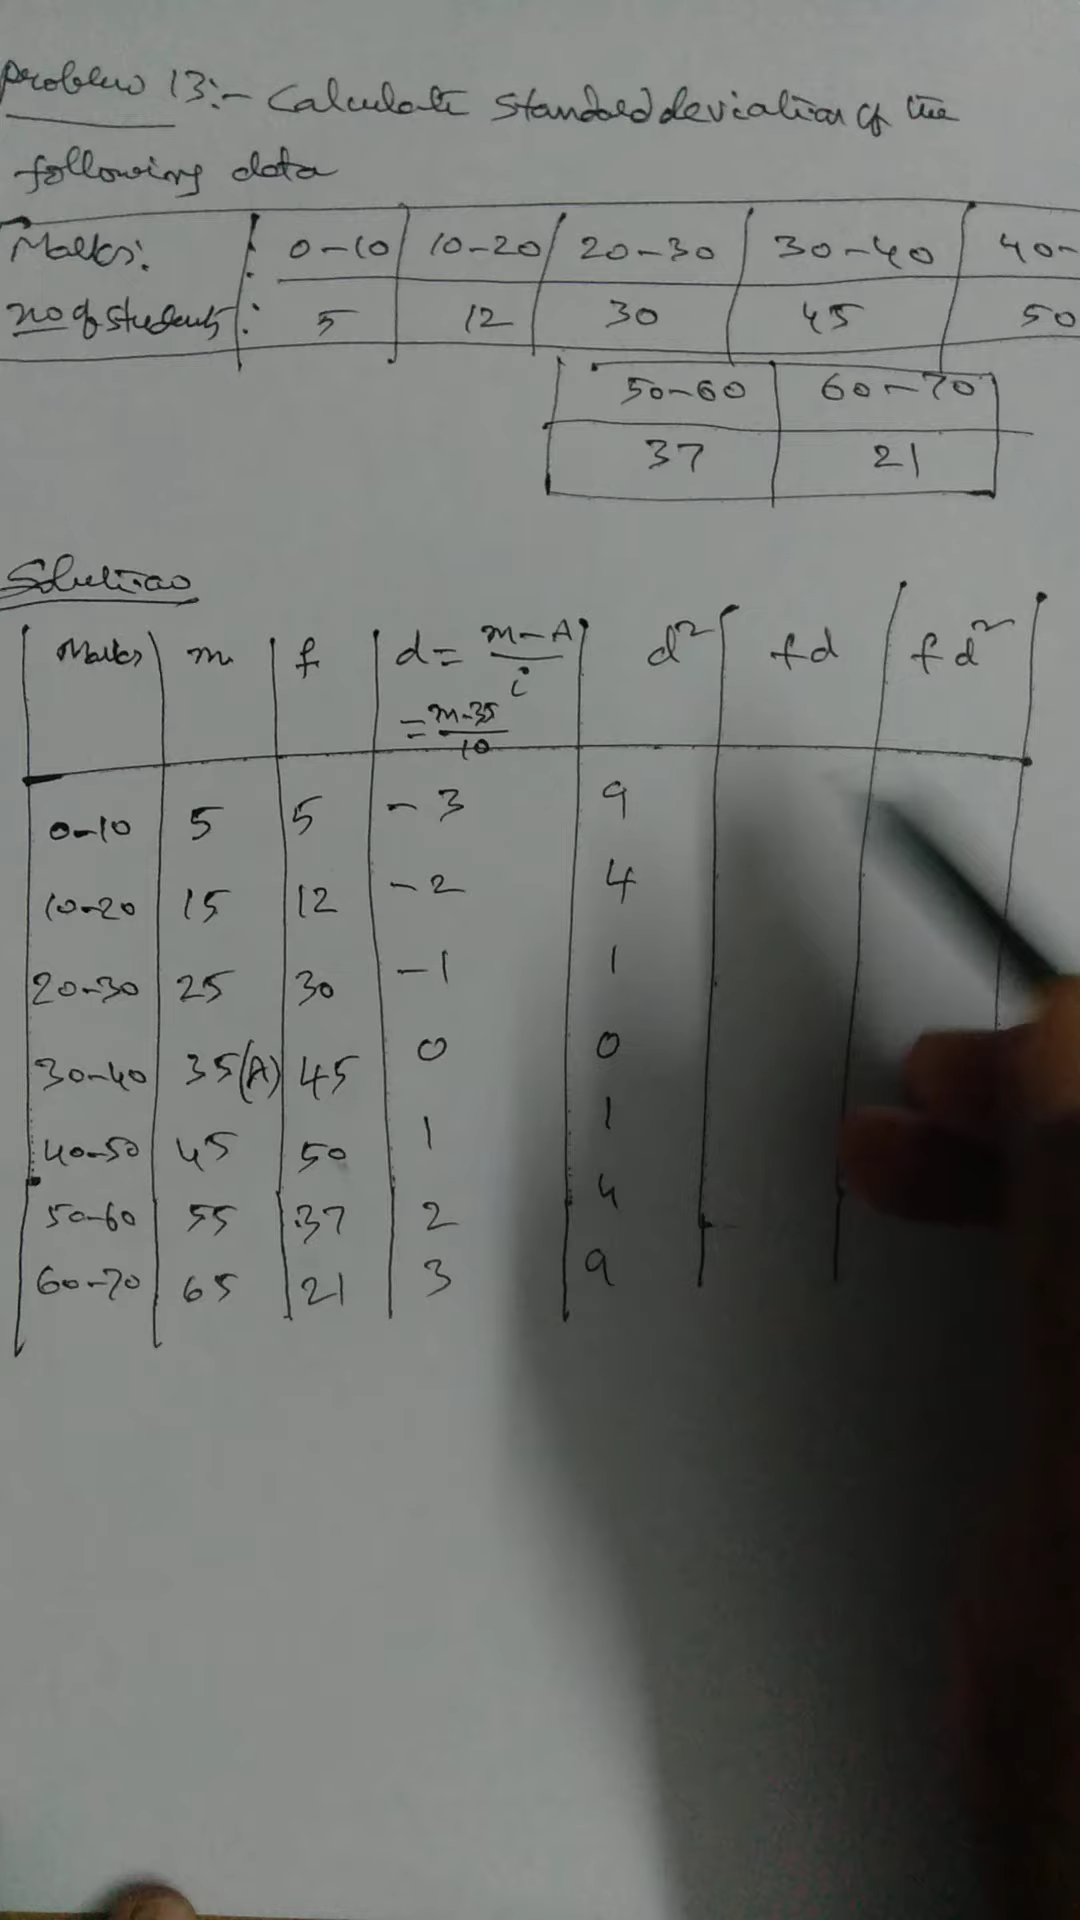 Problem 13:- Calculate Standard deviation of the
following data
Marks: : 0-10 10-20 20-30 30-40 40-
no of students : 5 12 30 45 50
50-60 60-70
37 21
Solution
Marks m f d = m-A/i d² fd fd²
= m-35/10
0-10 5 5 -3 9
10-20 15 12 -2 4
20-30 25 30 -1 1
30-40 35(A) 45 0 0
40-50 45 50 1 1
50-60 55 37 2 4
60-70 65 21 3 9